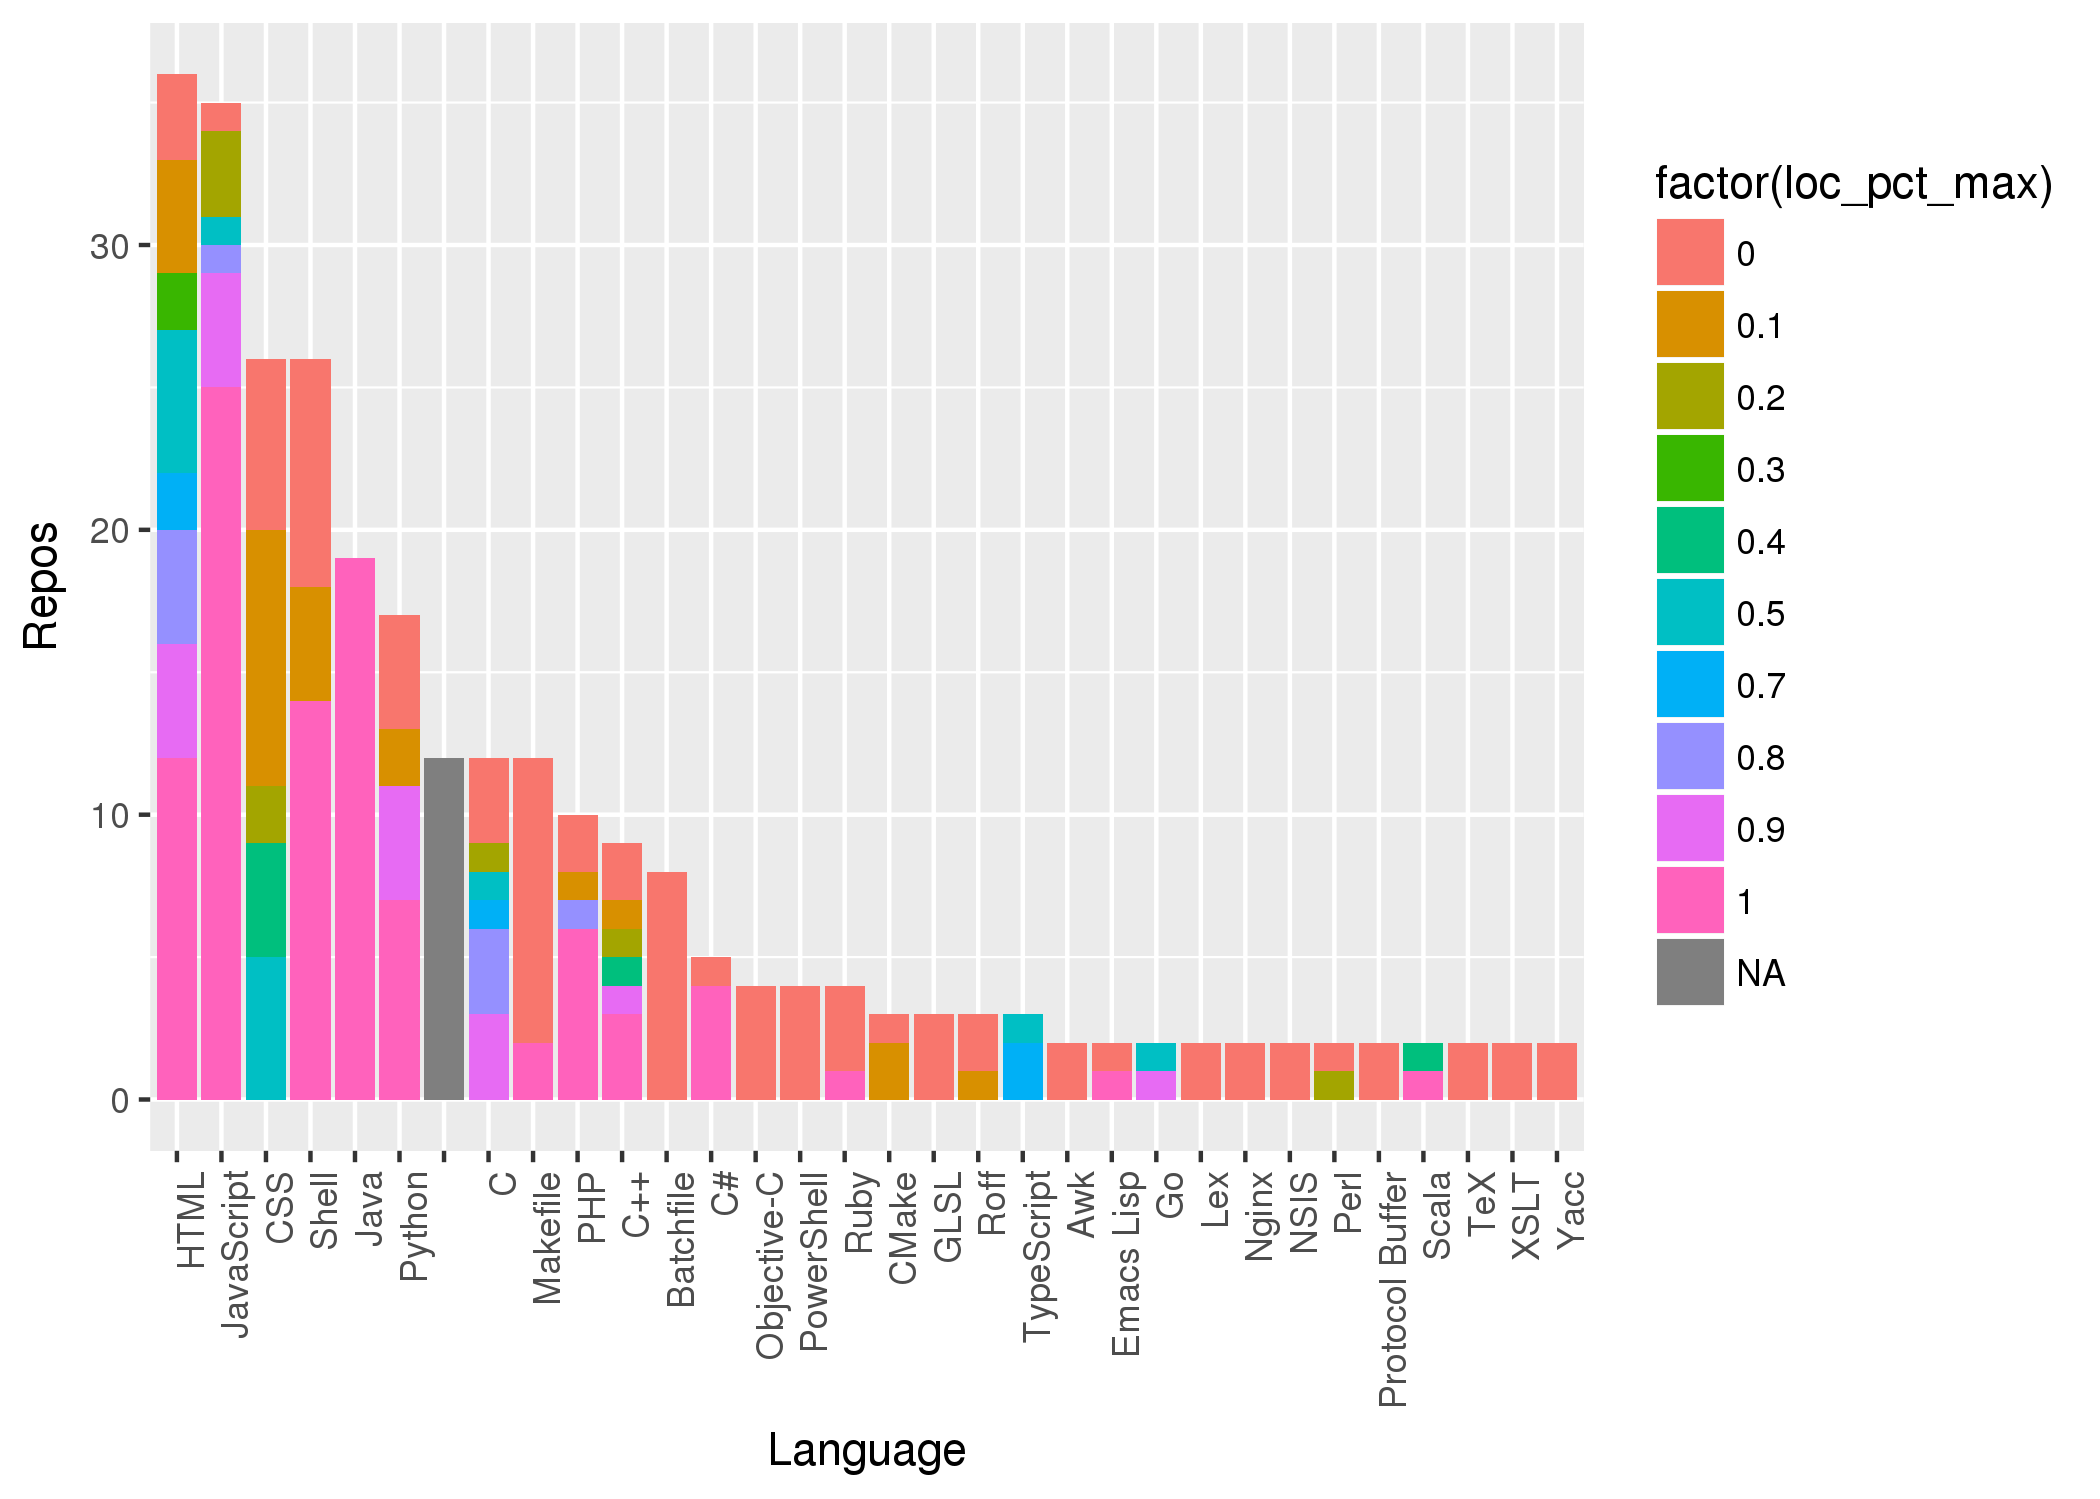 Repos
30
20
10
0
HTML
JavaScript
CSS
Shell
Java
Python
C
Makefile
PHP
C++
Batchfile
C#
Objective-C
PowerShell
Ruby
CMake
GLSL
Roff
TypeScript
Awk
Emacs Lisp
Go
Lex
Nginx
NSIS
Perl
Protocol Buffer
Scala
TeX
XSLT
Yacc
Language
factor(loc_pct_max)
0
0.1
0.2
0.3
0.4
0.5
0.7
0.8
0.9
1
NA